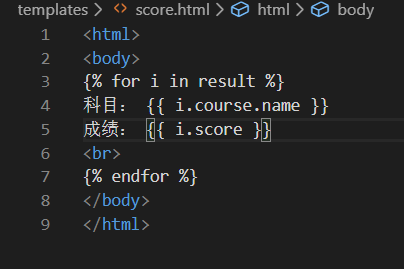 templates > <> score.html > html > body
1 <html>
2 <body>
3 {% for i in result %}
4 科目： {{ i.course.name }}
5 成绩： {{ i.score }}
6 <br>
7 {% endfor %}
8 </body>
9 </html>